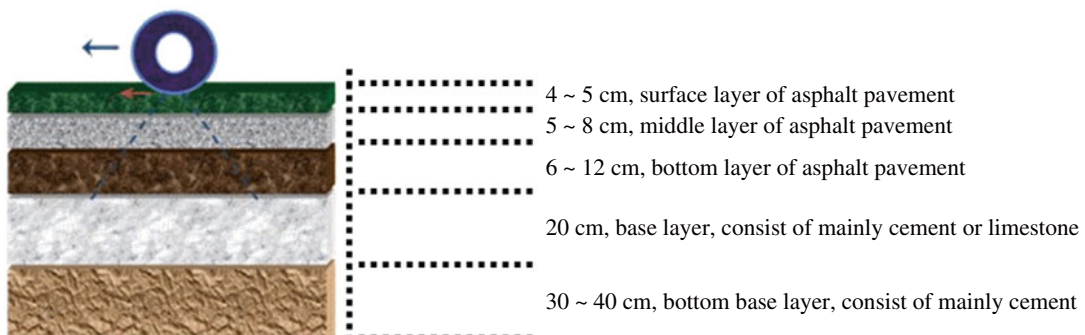 4 ~ 5 cm, surface layer of asphalt pavement
5 ~ 8 cm, middle layer of asphalt pavement
6 ~ 12 cm, bottom layer of asphalt pavement
20 cm, base layer, consist of mainly cement or limestone
30 ~ 40 cm, bottom base layer, consist of mainly cement